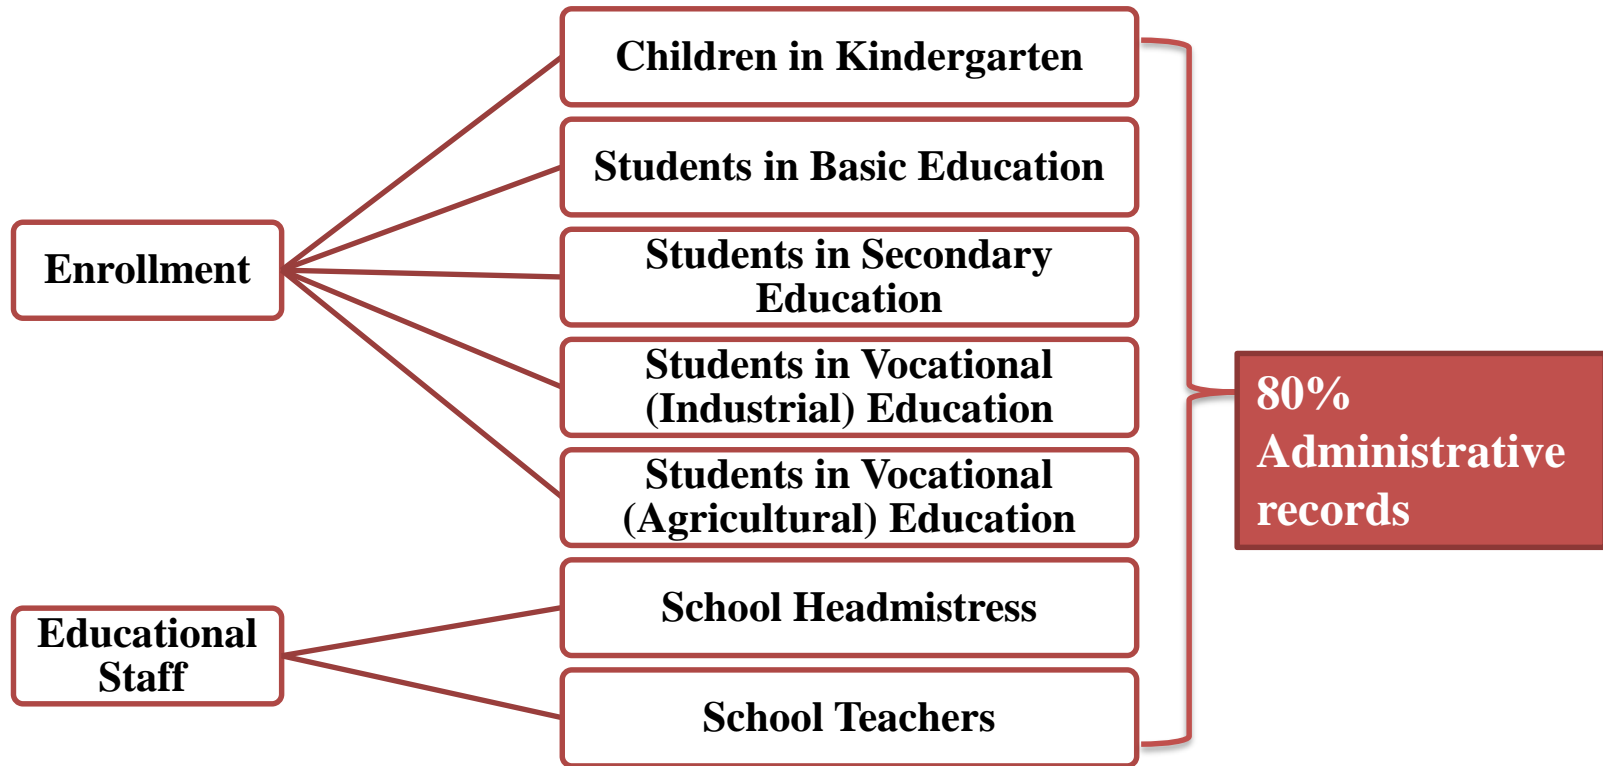 Enrollment
Children in Kindergarten
Students in Basic Education
Students in Secondary
Education
Students in Vocational
(Industrial) Education
Students in Vocational
(Agricultural) Education
Educational
Staff
School Headmistress
School Teachers
80%
Administrative
records